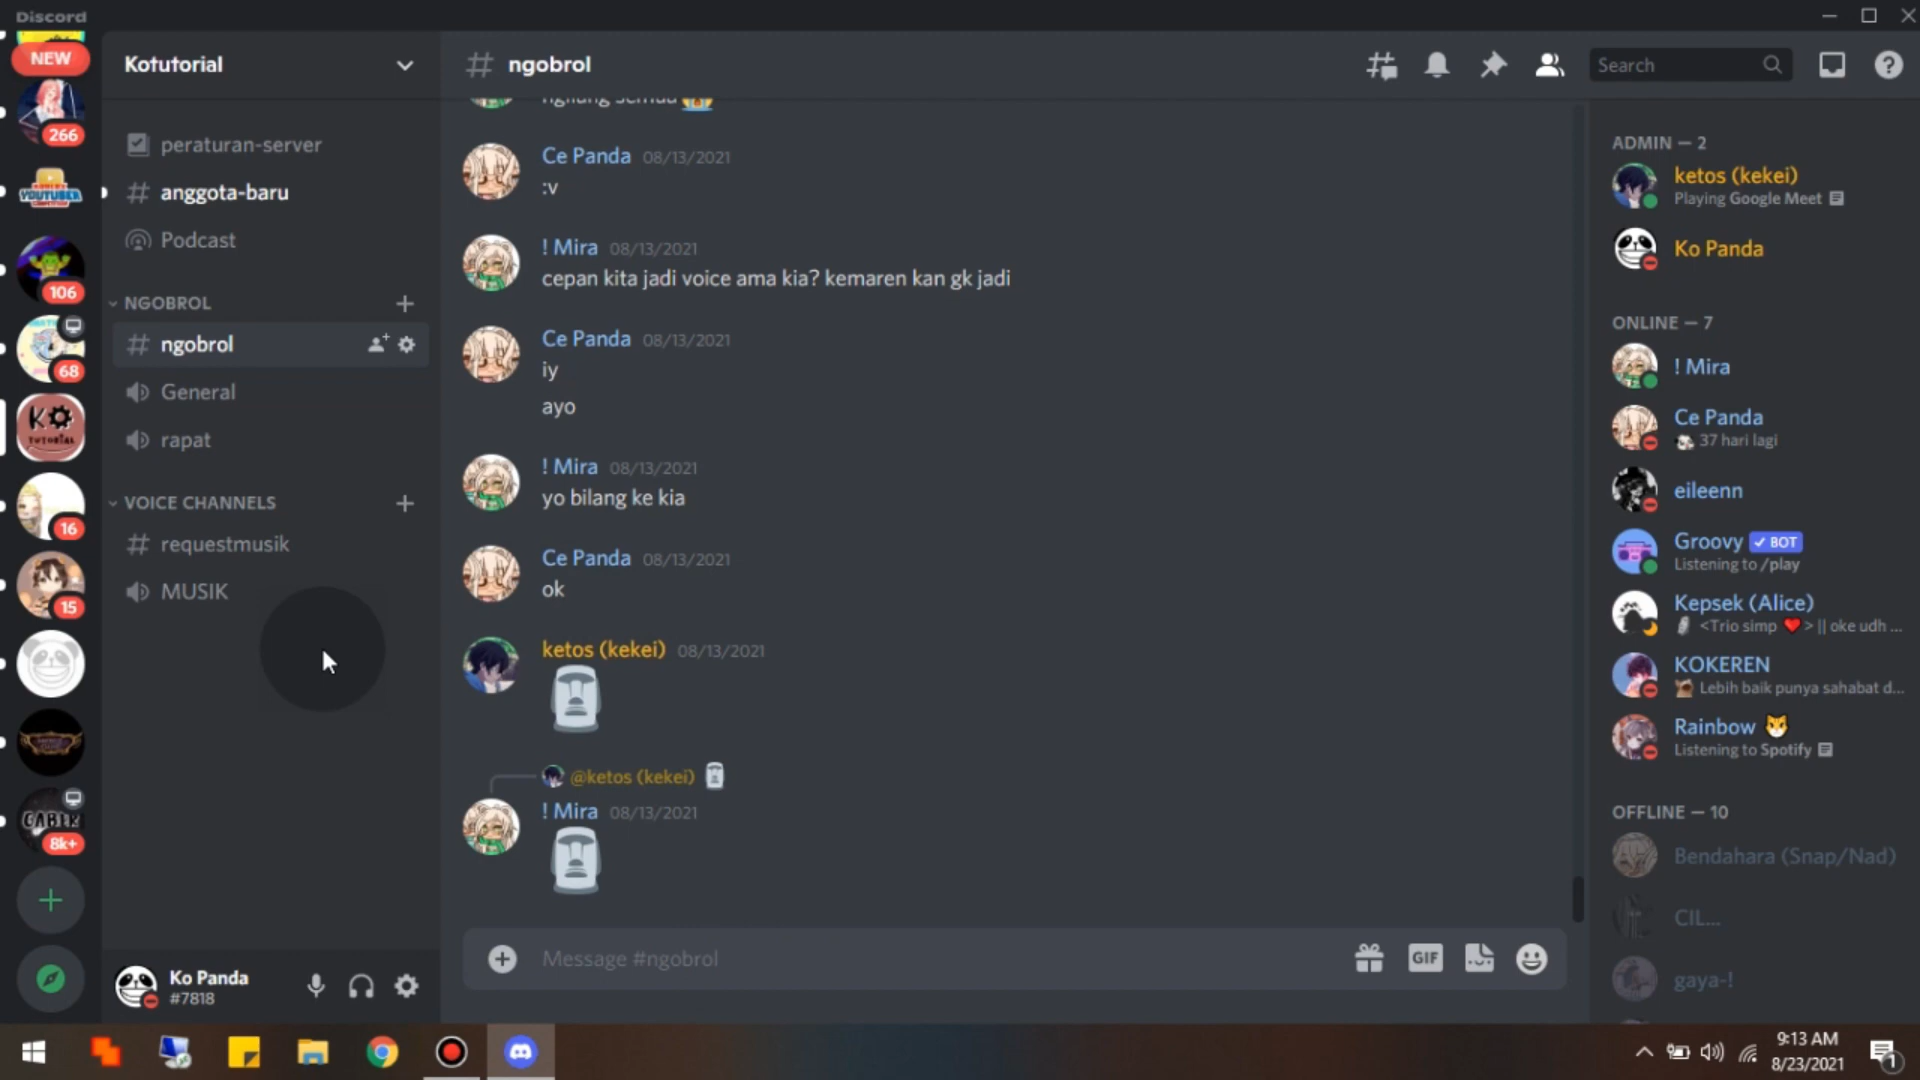 Discord
NEW
266
YOUTUBER
106
68
KO
TUTORIAL
16
15
8k+
Kotutorial
peraturan-server
anggota-baru
Podcast
NGOBROL
ngobrol
General
rapat
VOICE CHANNELS
requestmusik
MUSIK
Ko Panda
#7818
ngobrol
Search
ngilang semua
Ce Panda 08/13/2021
:v
! Mira 08/13/2021
cepan kita jadi voice ama kia? kemaren kan gk jadi
Ce Panda 08/13/2021
iy
ayo
! Mira 08/13/2021
yo bilang ke kia
Ce Panda 08/13/2021
ok
ketos (kekei) 08/13/2021
@ketos (kekei)
! Mira 08/13/2021
Message #ngobrol
GIF
ADMIN — 2
ketos (kekei)
Playing Google Meet
Ko Panda
ONLINE — 7
! Mira
Ce Panda
37 hari lagi
eileenn
Groovy BOT
Listening to /play
Kepsek (Alice)
<Trio simp ❤️ > || oke udh ...
KOKEREN
Lebih baik punya sahabat d...
Rainbow 🐯
Listening to Spotify
OFFLINE — 10
Bendahara (Snap/Nad)
CIL...
gaya-!
9:13 AM
8/23/2021
1